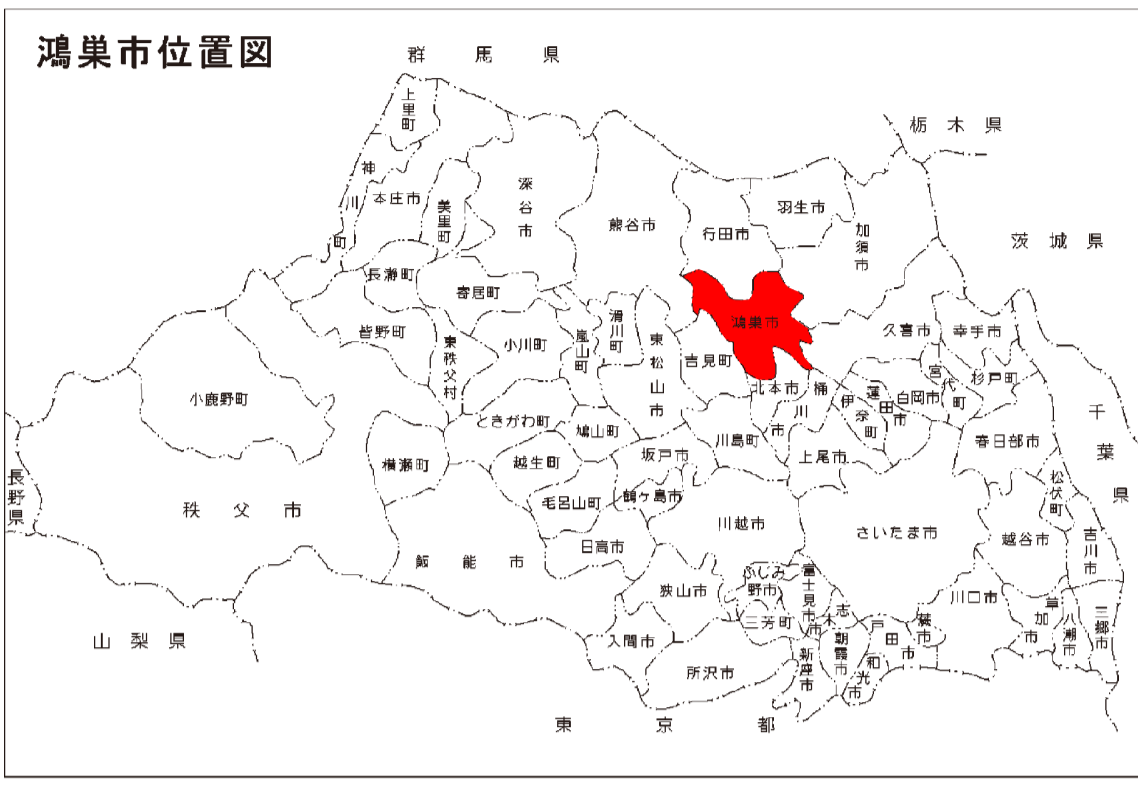 鴻巣市位置図
群馬県
栃木県
茨城県
千葉県
長野県
山梨県
東京都
上里町
神川町
本庄市
美里町
深谷市
熊谷市
行田市
羽生市
加須市
長瀞町
寄居町
皆野町
東秩父村
小川町
嵐山町
滑川町
東松山市
吉見町
鴻巣市
久喜市
幸手市
宮代町
杉戸町
小鹿野町
ときがわ町
鳩山町
川島町
北本市
桶川市
伊奈町
蓮田市
白岡市
春日部市
横瀬町
越生町
坂戸市
上尾市
松伏町
秩父市
毛呂山町
鶴ヶ島市
川越市
さいたま市
越谷市
吉川市
飯能市
日高市
狭山市
ふじみ野市
富士見市
志木市
三芳町
川口市
草加市
八潮市
三郷市
入間市
所沢市
新座市
朝霞市
和光市
戸田市
蕨市